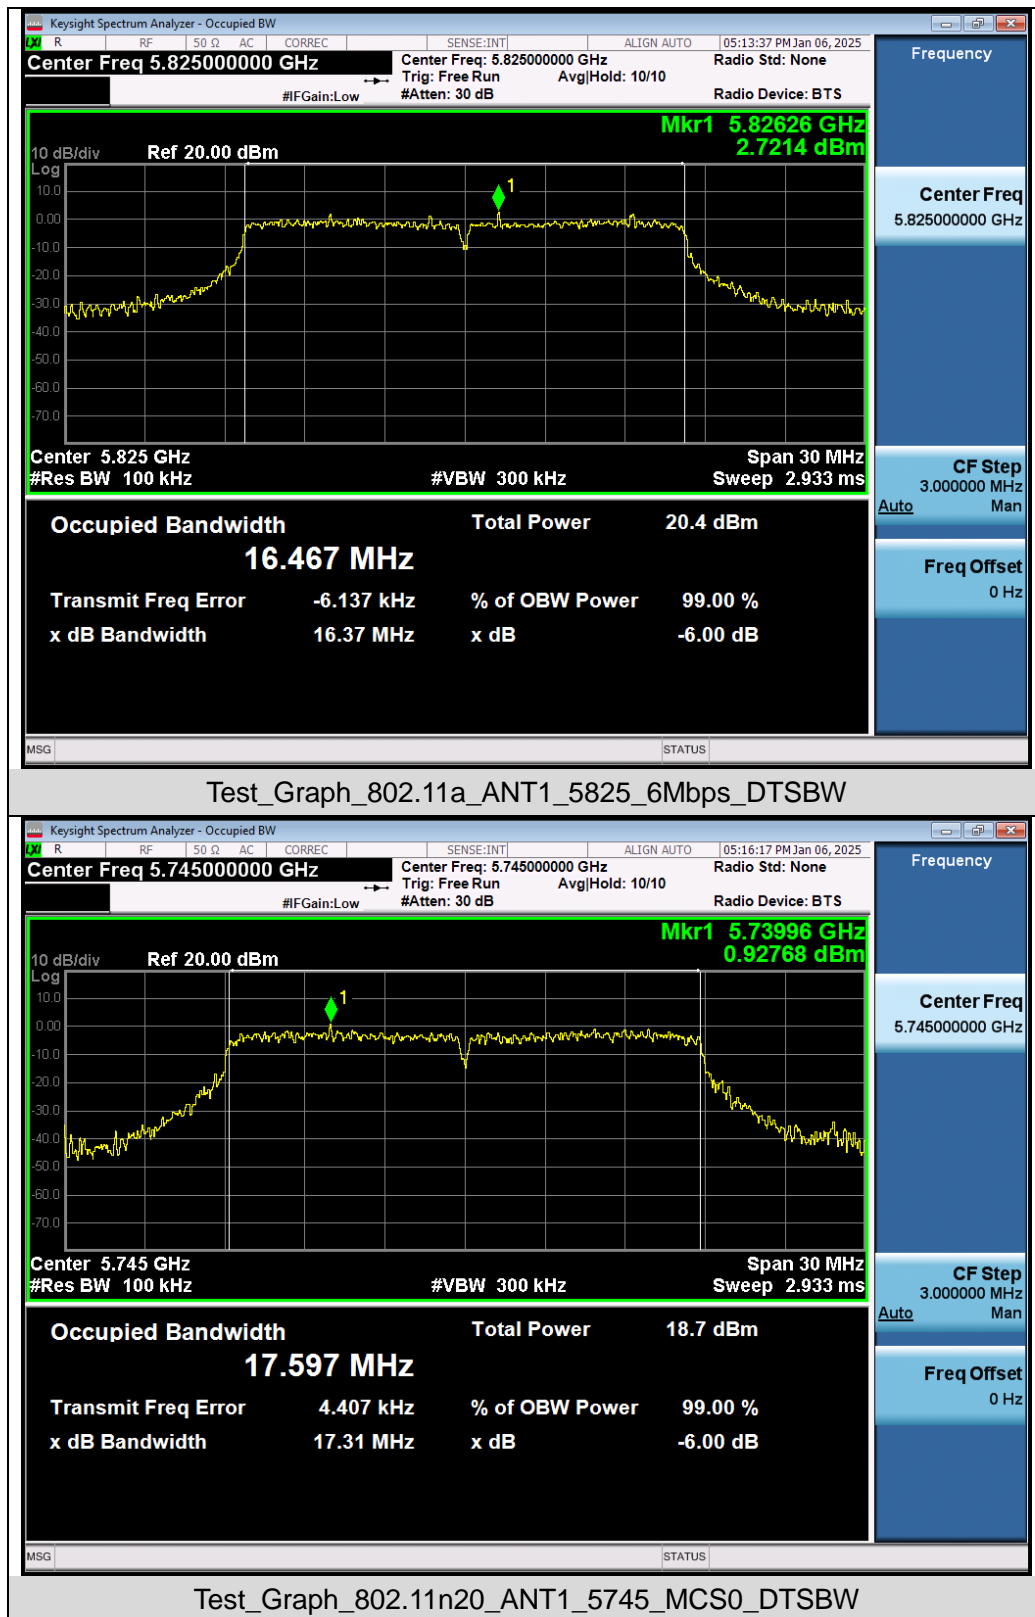 Keysight Spectrum Analyzer - Occupied BW
LXI R RF 50 Ω AC CORREC SENSE:INT ALIGN AUTO 05:13:37 PM Jan 06, 2025
Center Freq 5.825000000 GHz
Center Freq: 5.825000000 GHz Radio Std: None
Trig: Free Run Avg|Hold: 10/10
#IFGain:Low #Atten: 30 dB Radio Device: BTS
Frequency
Mkr1 5.82626 GHz
2.7214 dBm
10 dB/div Ref 20.00 dBm
Log
10.0
0.00
-10.0
-20.0
-30.0
-40.0
-50.0
-60.0
-70.0
1
Center Freq
5.825000000 GHz
Center 5.825 GHz Span 30 MHz
#Res BW 100 kHz #VBW 300 kHz Sweep 2.933 ms
CF Step
3.000000 MHz
Auto Man
Occupied Bandwidth Total Power 20.4 dBm
16.467 MHz
Freq Offset
0 Hz
Transmit Freq Error -6.137 kHz % of OBW Power 99.00 %
x dB Bandwidth 16.37 MHz x dB -6.00 dB
MSG STATUS
Test_Graph_802.11a_ANT1_5825_6Mbps_DTSBW
Keysight Spectrum Analyzer - Occupied BW
LXI R RF 50 Ω AC CORREC SENSE:INT ALIGN AUTO 05:16:17 PM Jan 06, 2025
Center Freq 5.745000000 GHz
Center Freq: 5.745000000 GHz Radio Std: None
Trig: Free Run Avg|Hold: 10/10
#IFGain:Low #Atten: 30 dB Radio Device: BTS
Frequency
Mkr1 5.73996 GHz
0.92768 dBm
10 dB/div Ref 20.00 dBm
Log
10.0
0.00
-10.0
-20.0
-30.0
-40.0
-50.0
-60.0
-70.0
1
Center Freq
5.745000000 GHz
Center 5.745 GHz Span 30 MHz
#Res BW 100 kHz #VBW 300 kHz Sweep 2.933 ms
CF Step
3.000000 MHz
Auto Man
Occupied Bandwidth Total Power 18.7 dBm
17.597 MHz
Freq Offset
0 Hz
Transmit Freq Error 4.407 kHz % of OBW Power 99.00 %
x dB Bandwidth 17.31 MHz x dB -6.00 dB
MSG STATUS
Test_Graph_802.11n20_ANT1_5745_MCS0_DTSBW